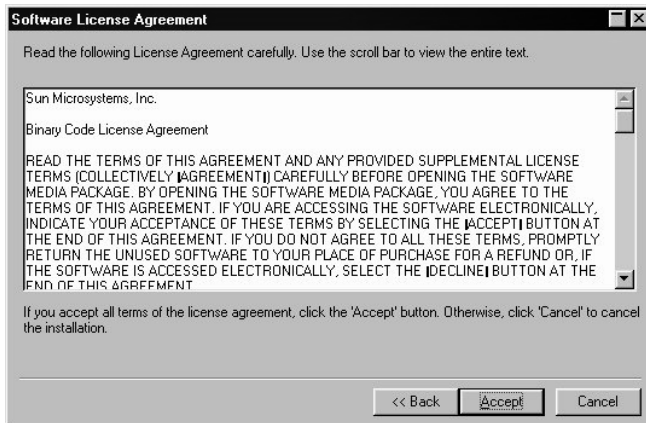 Software License Agreement
Read the following License Agreement carefully. Use the scroll bar to view the entire text.
Sun Microsystems, Inc.
Binary Code License Agreement
READ THE TERMS OF THIS AGREEMENT AND ANY PROVIDED SUPPLEMENTAL LICENSE
TERMS (COLLECTIVELY |AGREEMENT|) CAREFULLY BEFORE OPENING THE SOFTWARE
MEDIA PACKAGE. BY OPENING THE SOFTWARE MEDIA PACKAGE, YOU AGREE TO THE
TERMS OF THIS AGREEMENT. IF YOU ARE ACCESSING THE SOFTWARE ELECTRONICALLY,
INDICATE YOUR ACCEPTANCE OF THESE TERMS BY SELECTING THE |ACCEPT| BUTTON AT
THE END OF THIS AGREEMENT. IF YOU DO NOT AGREE TO ALL THESE TERMS, PROMPTLY
RETURN THE UNUSED SOFTWARE TO YOUR PLACE OF PURCHASE FOR A REFUND OR, IF
THE SOFTWARE IS ACCESSED ELECTRONICALLY, SELECT THE |DECLINE| BUTTON AT THE
END OF THIS AGREEMENT
If you accept all terms of the license agreement, click the 'Accept' button. Otherwise, click 'Cancel' to cancel
the installation.
<< Back Accept Cancel